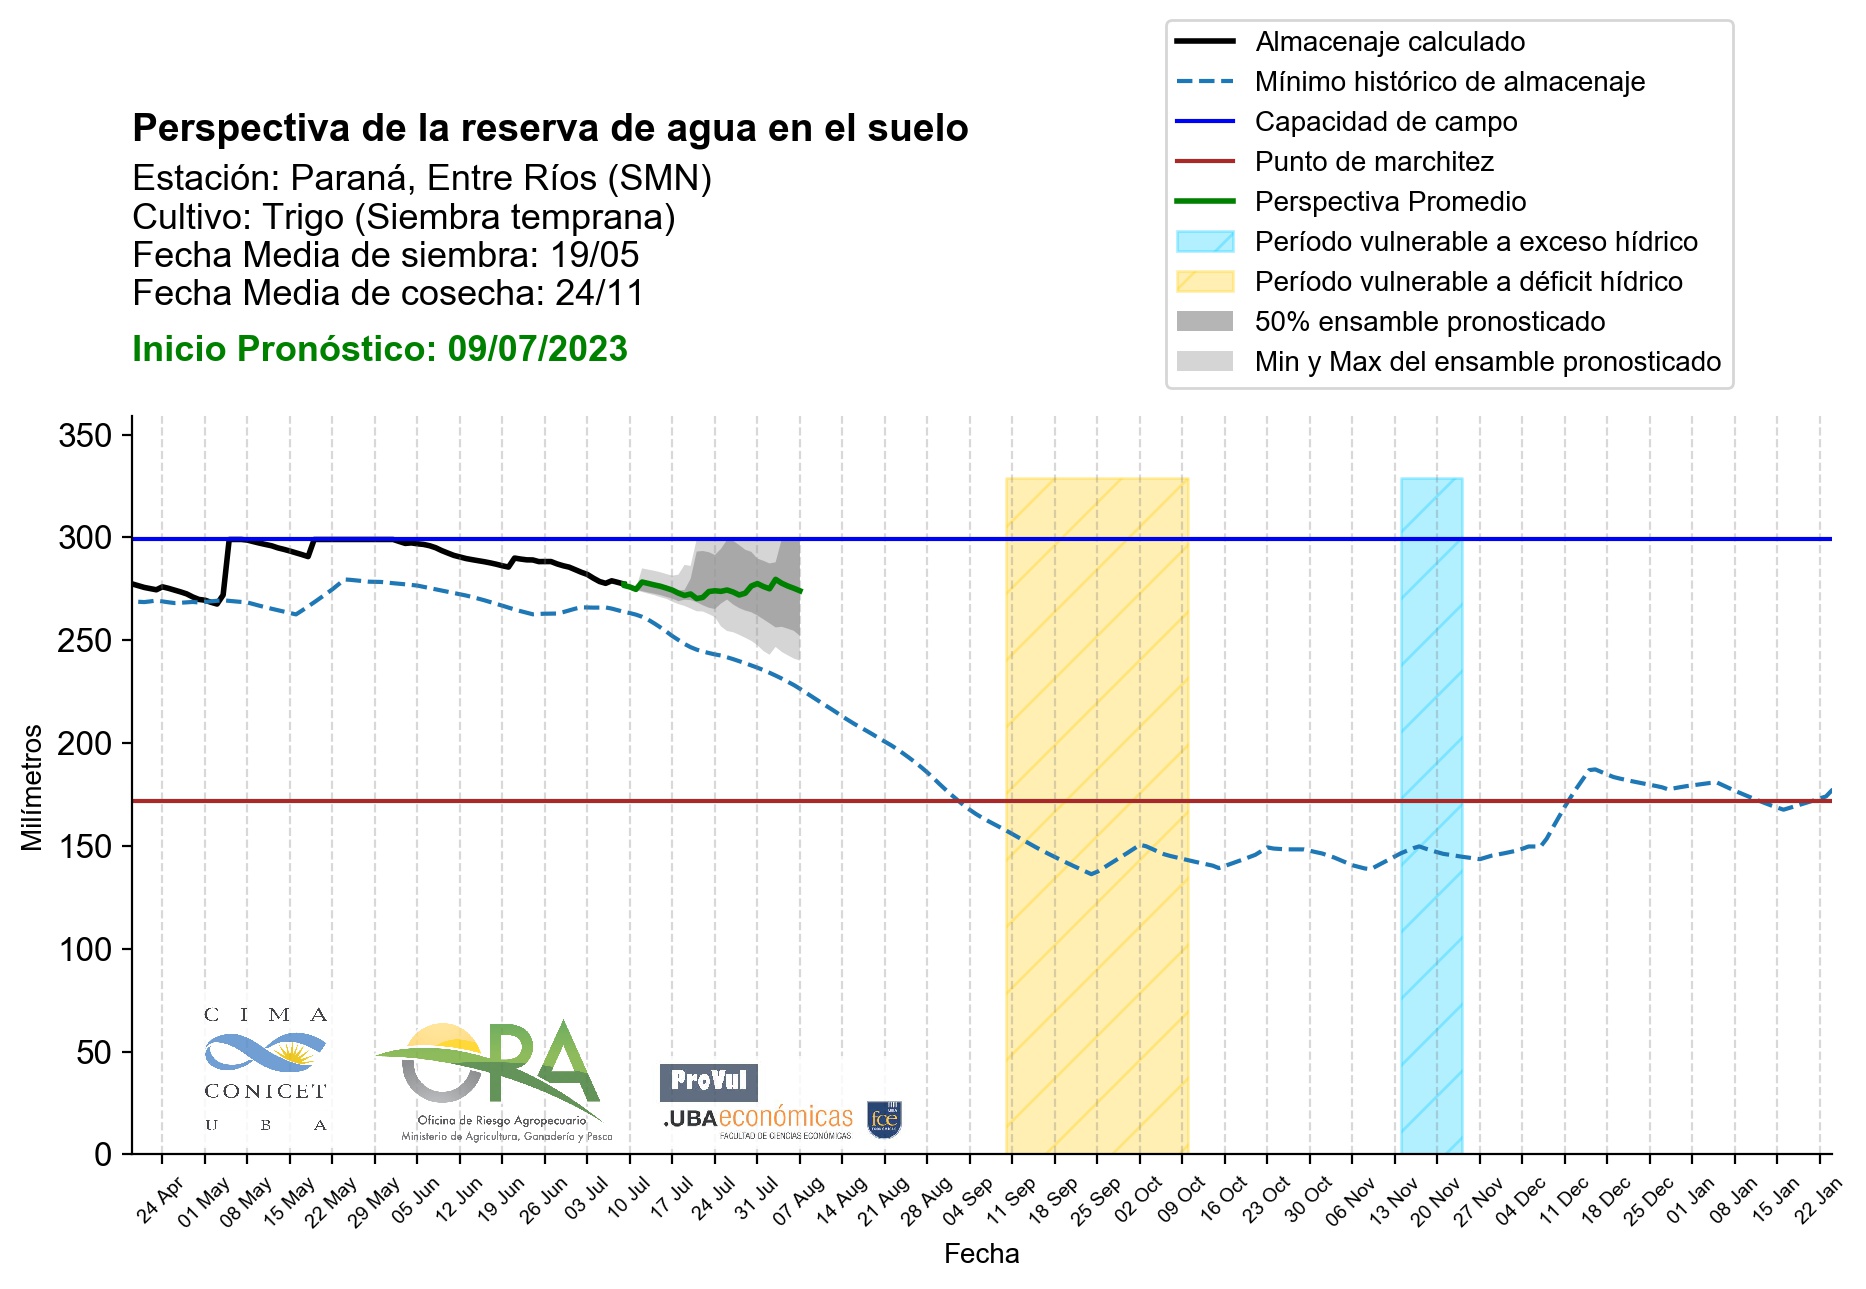 Almacenaje calculado
Mínimo histórico de almacenaje
Capacidad de campo
Punto de marchitez
Perspectiva Promedio
Período vulnerable a exceso hídrico
Período vulnerable a déficit hídrico
50% ensamble pronosticado
Min y Max del ensamble pronosticado
Perspectiva de la reserva de agua en el suelo
Estación: Paraná, Entre Ríos (SMN)
Cultivo: Trigo (Siembra temprana)
Fecha Media de siembra: 19/05
Fecha Media de cosecha: 24/11
Inicio Pronóstico: 09/07/2023
350
300
250
200
150
100
50
0
Milímetros
C I M A
CONICET
U B A
OPA
Oficina de Riesgo Agropecuario
Ministerio de Agricultura, Ganadería y Pesca
ProVul
.UBAeconómicas
FACULTAD DE CIENCIAS ECONÓMICAS
fce
24 Apr
01 May
08 May
15 May
22 May
29 May
05 Jun
12 Jun
19 Jun
26 Jun
03 Jul
10 Jul
17 Jul
24 Jul
31 Jul
07 Aug
14 Aug
21 Aug
28 Aug
04 Sep
11 Sep
18 Sep
25 Sep
02 Oct
09 Oct
16 Oct
23 Oct
30 Oct
06 Nov
13 Nov
20 Nov
27 Nov
04 Dec
11 Dec
18 Dec
25 Dec
01 Jan
08 Jan
15 Jan
22 Jan
Fecha